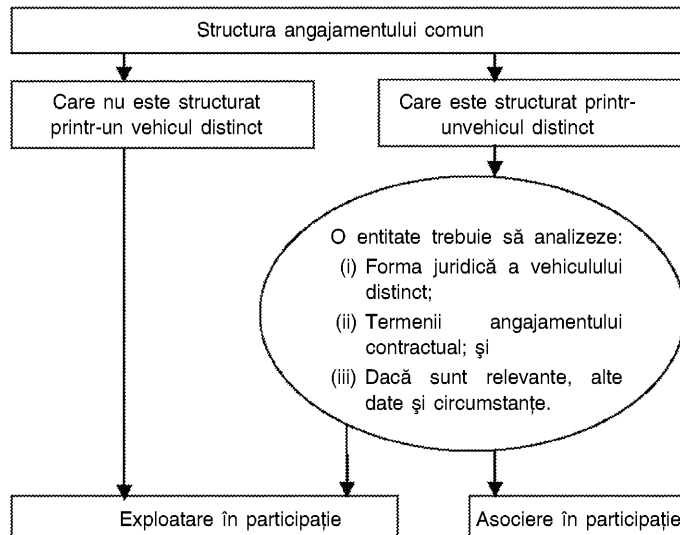 Structura angajamentului comun
Care nu este structurat
printr-un vehicul distinct
Care este structurat printr-
unvehicul distinct
O entitate trebuie să analizeze:
(i) Forma juridică a vehiculului
distinct;
(ii) Termenii angajamentului
contractual; şi
(iii) Dacă sunt relevante, alte
date şi circumstanţe.
Exploatare în participaţie
Asociere în participaţie